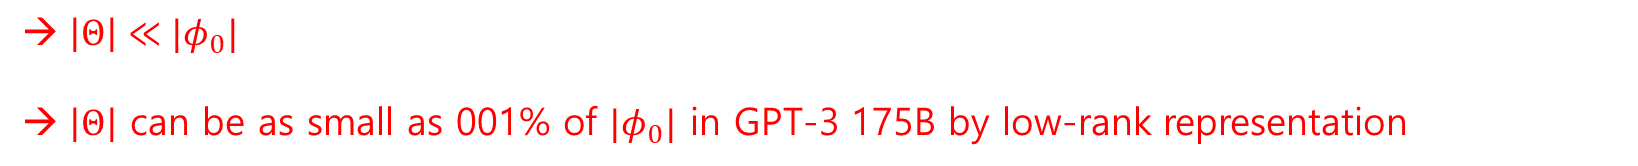 → |Θ| ≪ |ϕ₀|
→ |Θ| can be as small as 001% of |ϕ₀| in GPT-3 175B by low-rank representation